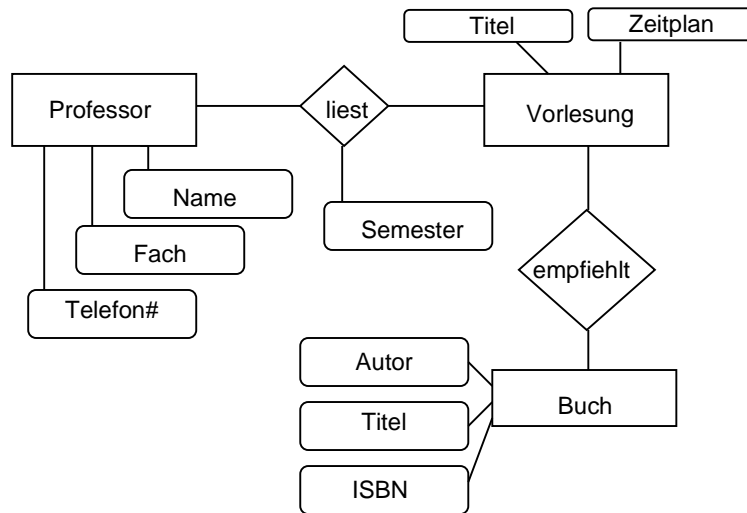 Titel
Zeitplan
Professor
liest
Vorlesung
Name
Semester
Fach
empfiehlt
Telefon#
Autor
Buch
Titel
ISBN